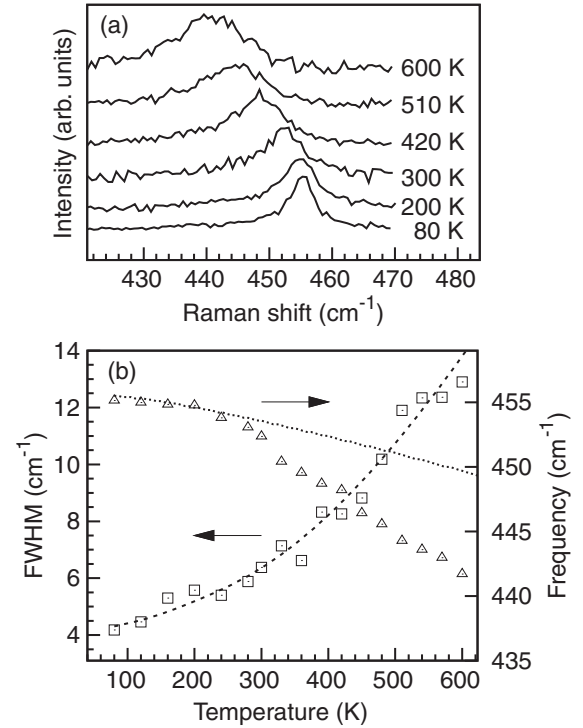 (a)
Intensity (arb. units)
600 K
510 K
420 K
300 K
200 K
80 K
430 440 450 460 470 480
Raman shift (cm⁻¹)
(b)
FWHM (cm⁻¹)
14
12
10
8
6
4
Frequency (cm⁻¹)
455
450
445
440
435
100 200 300 400 500 600
Temperature (K)